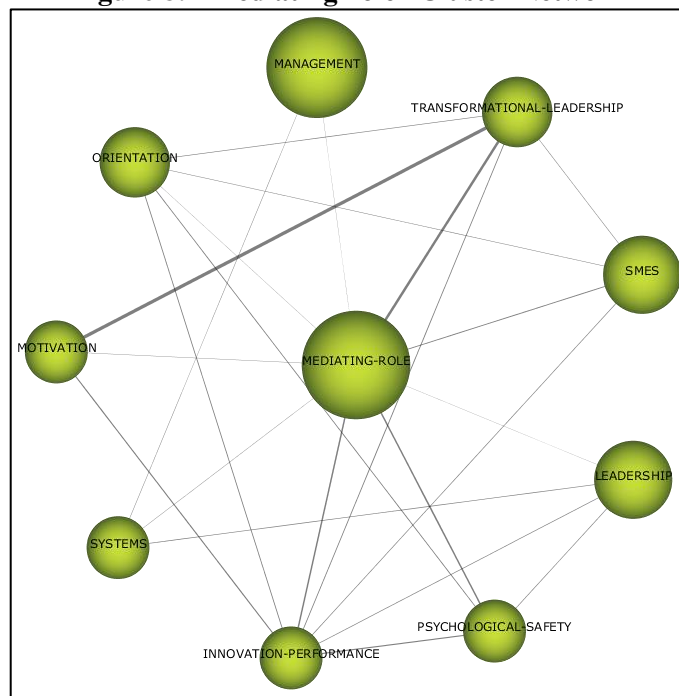 MANAGEMENT
TRANSFORMATIONAL-LEADERSHIP
ORIENTATION
SMES
MOTIVATION
MEDIATING-ROLE
LEADERSHIP
SYSTEMS
PSYCHOLOGICAL-SAFETY
INNOVATION-PERFORMANCE